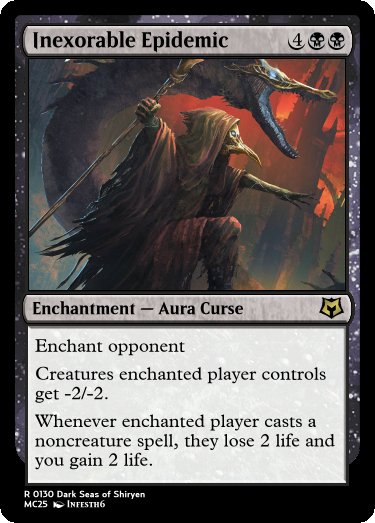 Inexorable Epidemic 4
Enchantment — Aura Curse
Enchant opponent
Creatures enchanted player controls
get -2/-2.
Whenever enchanted player casts a
noncreature spell, they lose 2 life and
you gain 2 life.
R 0130 Dark Seas of Shiryen
MC25 Infesth6